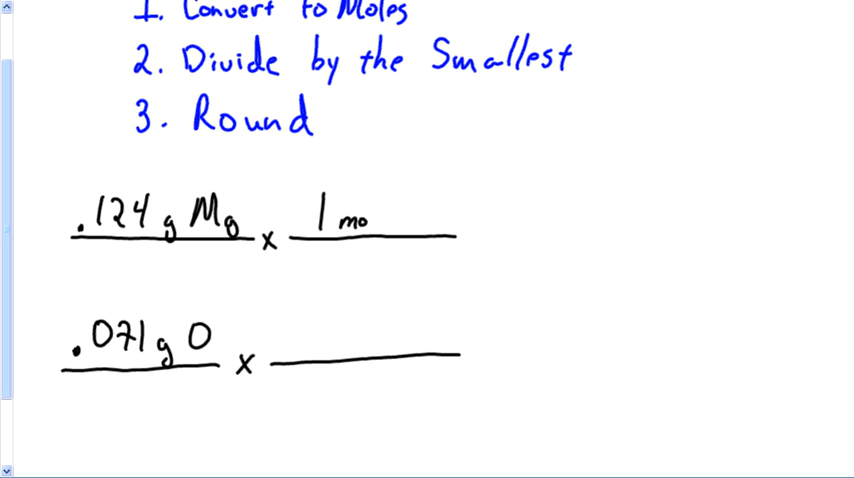 1. Convert to Moles
2. Divide by the Smallest
3. Round
.124 g Mg x 1 mo
.071 g O x